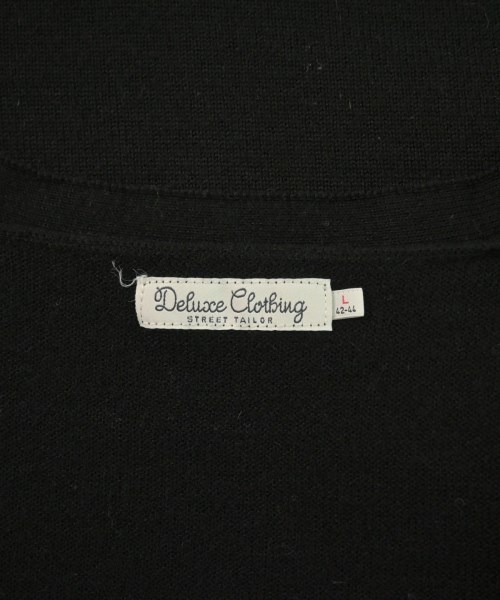 Deluxe Clothing
STREET TAILOR
L
42-44